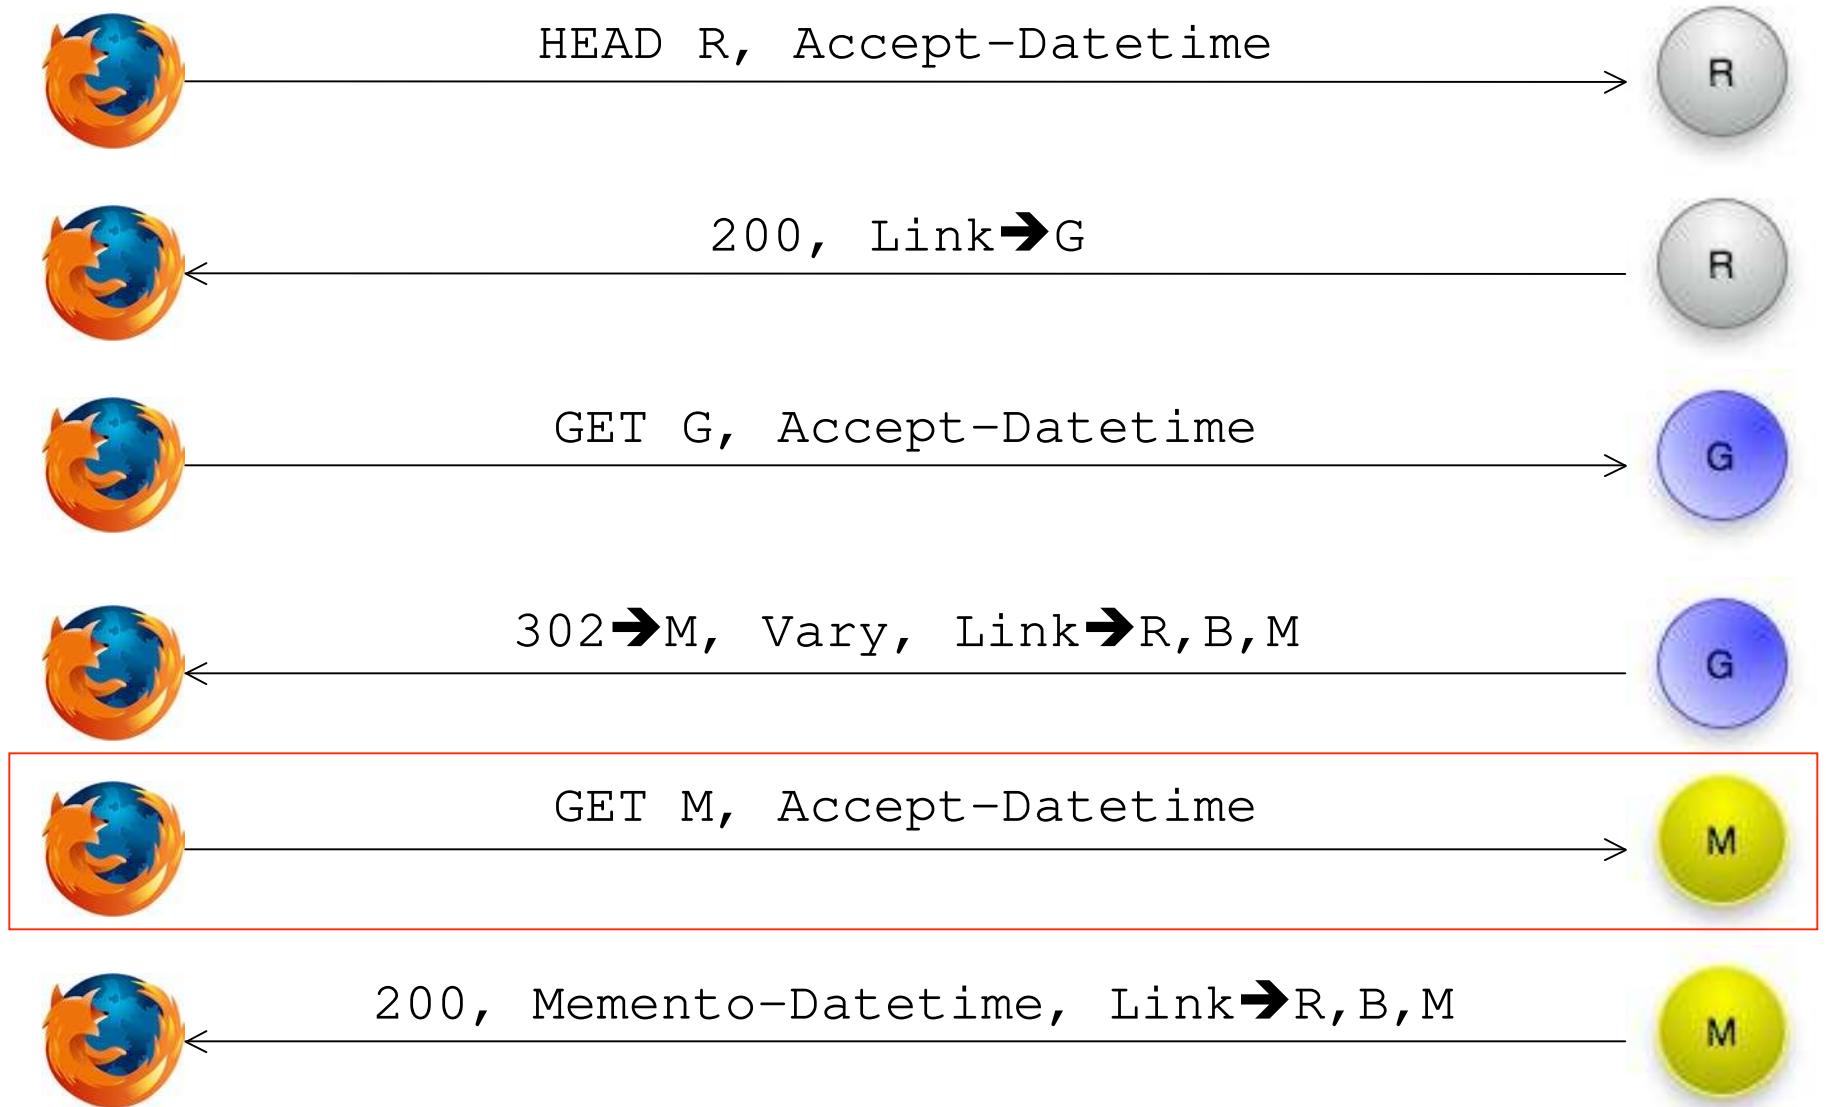 HEAD R, Accept-Datetime
R
200, Link➔G
R
GET G, Accept-Datetime
G
302➔M, Vary, Link➔R,B,M
G
GET M, Accept-Datetime
M
200, Memento-Datetime, Link➔R,B,M
M